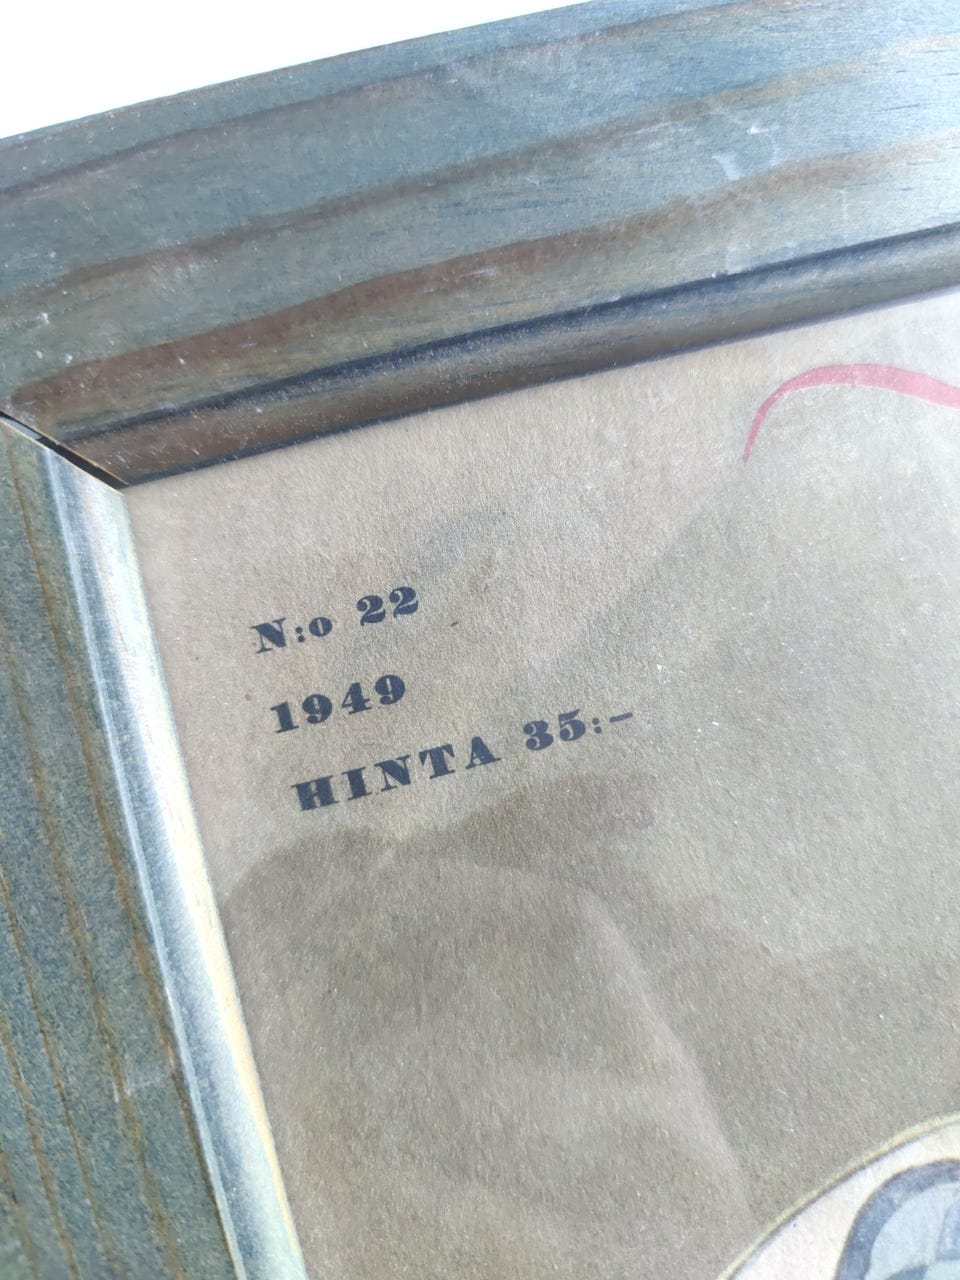 N:o 22
1949
HINTA 35:-